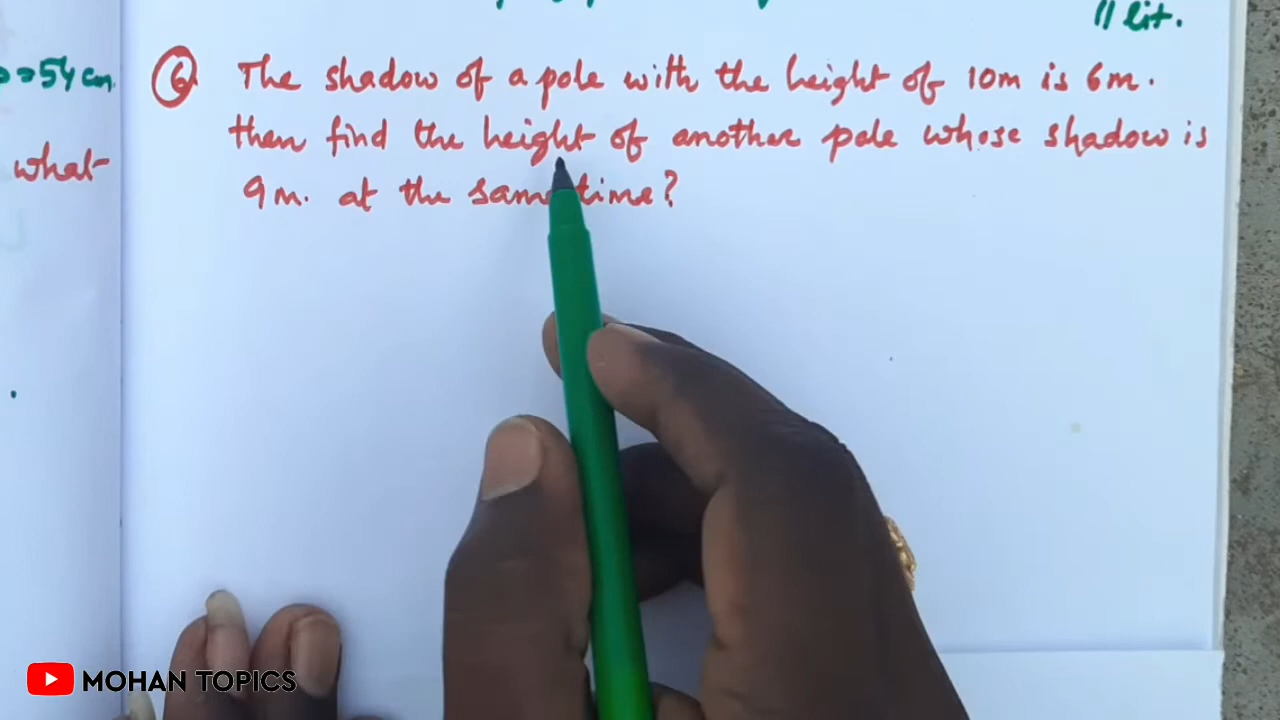 11 lit.
= 54 cm
what
6 The shadow of a pole with the height of 10m is 6m.
then find the height of another pole whose shadow is
9m. at the same time?
MOHAN TOPICS